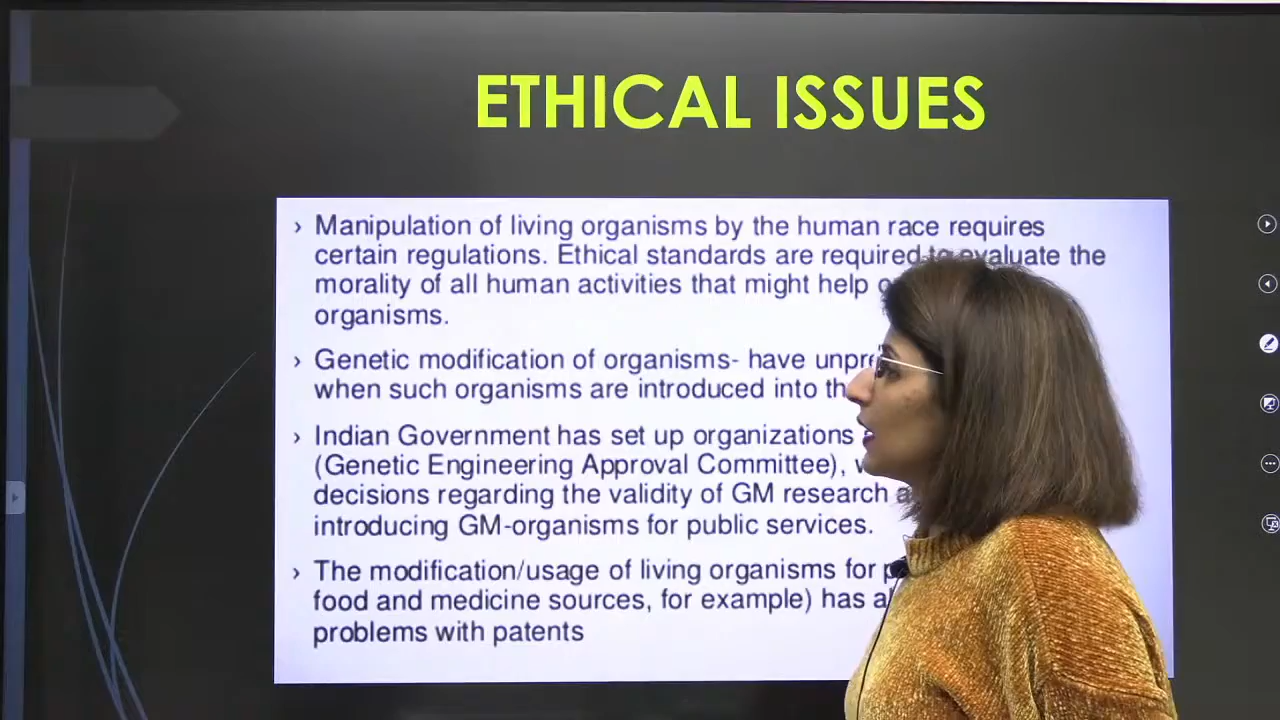 ETHICAL ISSUES
› Manipulation of living organisms by the human race requires
certain regulations. Ethical standards are required to evaluate the
morality of all human activities that might help
organisms.
› Genetic modification of organisms- have
when such organisms are introduced into
› Indian Government has set up organizations
(Genetic Engineering Approval Committee),
decisions regarding the validity of GM research
introducing GM-organisms for public services.
› The modification/usage of living organisms for
food and medicine sources, for example) has
problems with patents